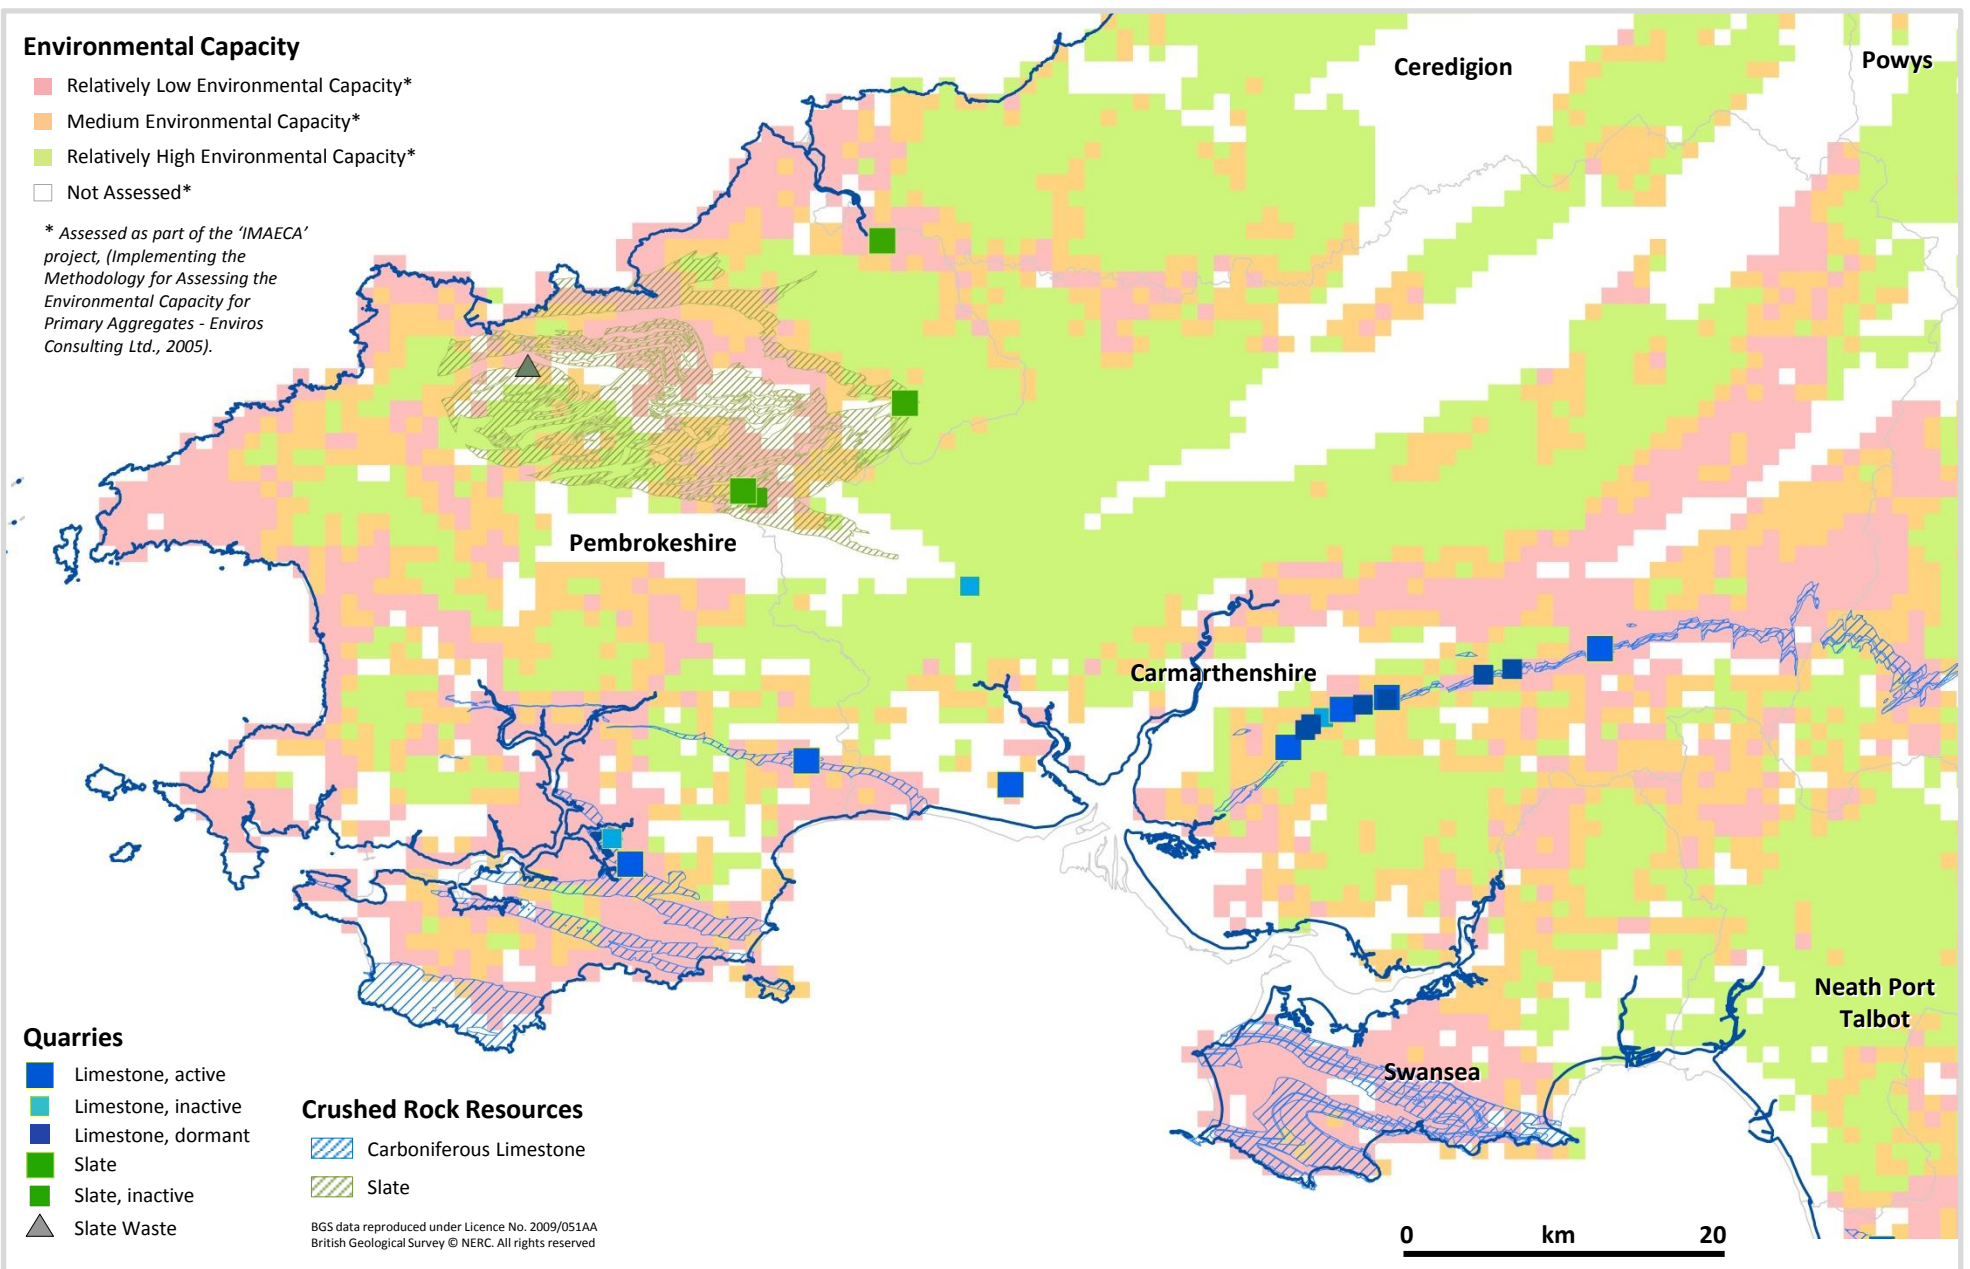 Environmental Capacity
Relatively Low Environmental Capacity*
Medium Environmental Capacity*
Relatively High Environmental Capacity*
Not Assessed*
* Assessed as part of the ‘IMAECA’
project, (Implementing the
Methodology for Assessing the
Environmental Capacity for
Primary Aggregates - Enviros
Consulting Ltd., 2005).
Ceredigion
Powys
Pembrokeshire
Carmarthenshire
Neath Port
Talbot
Swansea
Quarries
Limestone, active
Limestone, inactive
Limestone, dormant
Slate
Slate, inactive
Slate Waste
Crushed Rock Resources
Carboniferous Limestone
Slate
BGS data reproduced under Licence No. 2009/051AA
British Geological Survey © NERC. All rights reserved
0 km 20